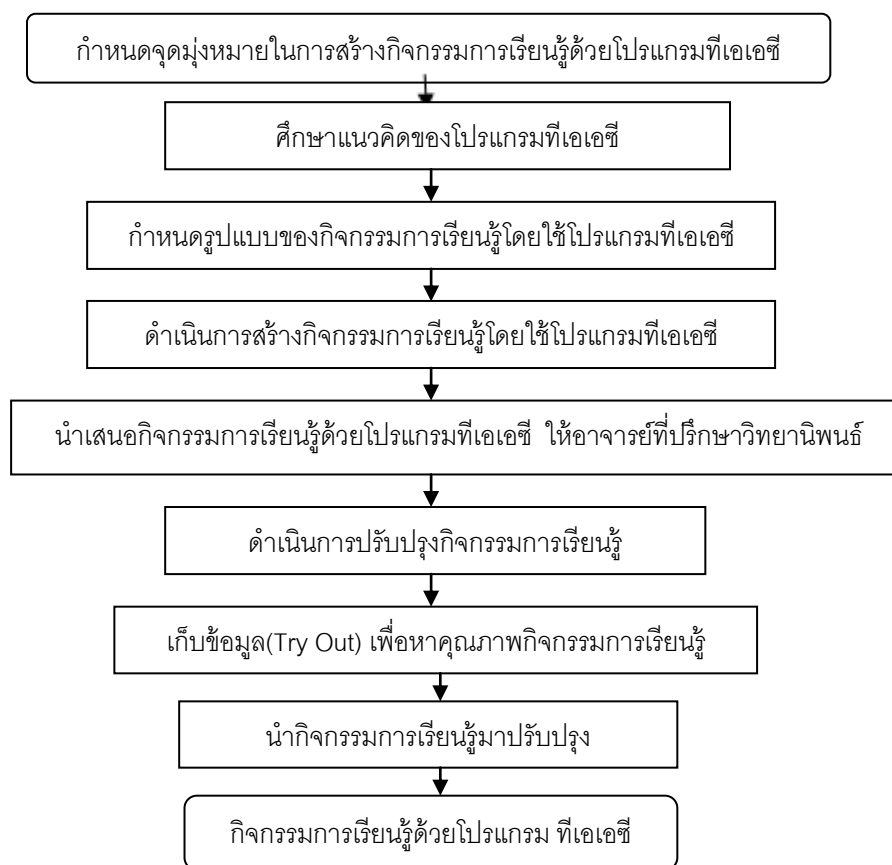 กำหนดจุดมุ่งหมายในการสร้างกิจกรรมการเรียนรู้ด้วยโปรแกรมทีเอเอซี
ศึกษาแนวคิดของโปรแกรมทีเอเอซี
กำหนดรูปแบบของกิจกรรมการเรียนรู้โดยใช้โปรแกรมทีเอเอซี
ดำเนินการสร้างกิจกรรมการเรียนรู้โดยใช้โปรแกรมทีเอเอซี
นำเสนอกิจกรรมการเรียนรู้ด้วยโปรแกรมทีเอเอซี ให้อาจารย์ที่ปรึกษาวิทยานิพนธ์
ดำเนินการปรับปรุงกิจกรรมการเรียนรู้
เก็บข้อมูล(Try Out) เพื่อหาคุณภาพกิจกรรมการเรียนรู้
นำกิจกรรมการเรียนรู้มาปรับปรุง
กิจกรรมการเรียนรู้ด้วยโปรแกรม ทีเอเอซี